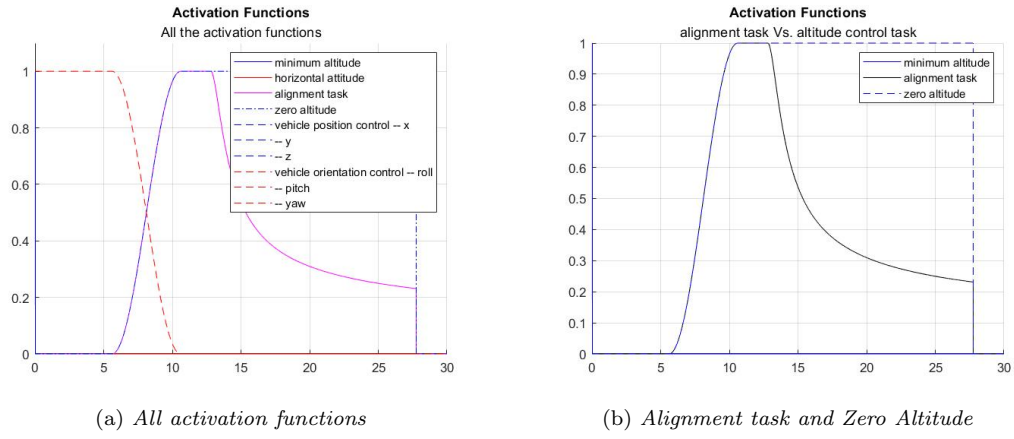 Activation Functions
All the activation functions
minimum altitude
horizontal attitude
alignment task
zero altitude
vehicle position control -- x
-- y
-- z
vehicle orientation control -- roll
-- pitch
-- yaw
1
0.8
0.6
0.4
0.2
0
0 5 10 15 20 25 30
(a) All activation functions
Activation Functions
alignment task Vs. altitude control task
minimum altitude
alignment task
zero altitude
1
0.9
0.8
0.7
0.6
0.5
0.4
0.3
0.2
0.1
0
0 5 10 15 20 25 30
(b) Alignment task and Zero Altitude